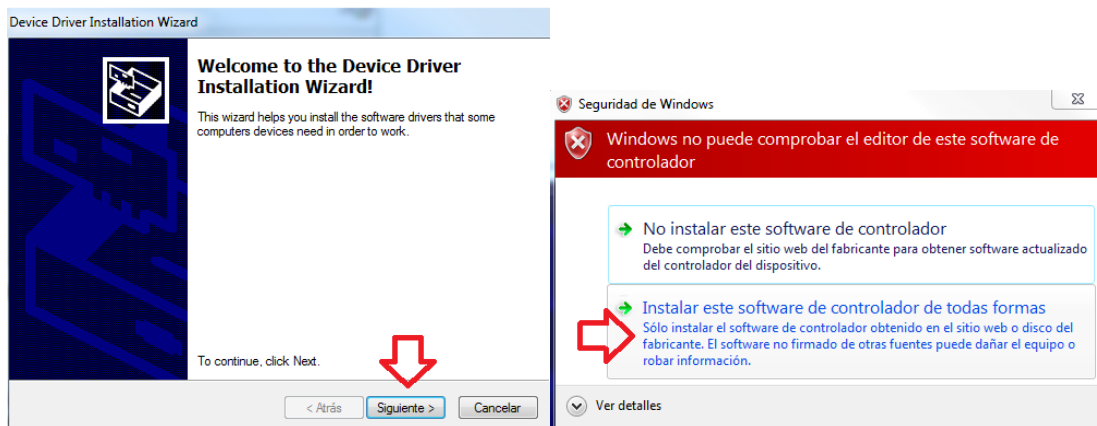 Device Driver Installation Wizard
Welcome to the Device Driver
Installation Wizard!
This wizard helps you install the software drivers that some
computers devices need in order to work.
To continue, click Next.
< Atrás
Siguiente >
Cancelar
Seguridad de Windows
Windows no puede comprobar el editor de este software de
controlador
No instalar este software de controlador
Debe comprobar el sitio web del fabricante para obtener software actualizado
del controlador del dispositivo.
Instalar este software de controlador de todas formas
Sólo instalar el software de controlador obtenido en el sitio web o disco del
fabricante. El software no firmado de otras fuentes puede dañar el equipo o
robar información.
Ver detalles